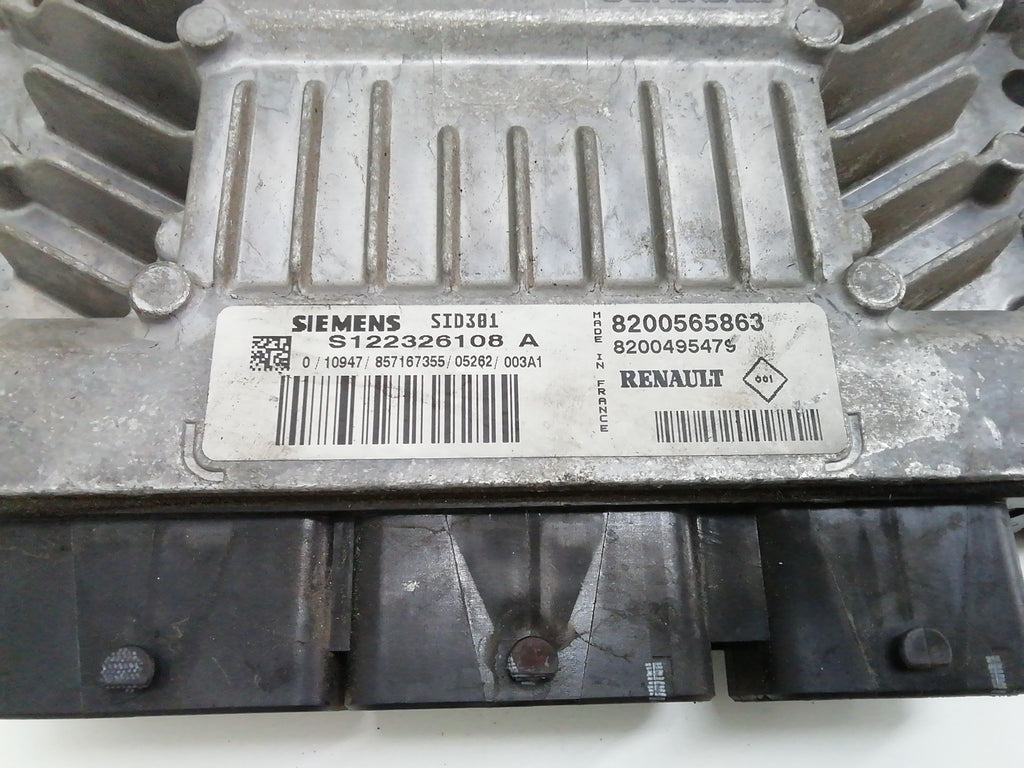 SIEMENS SID301
S122326108 A
0/10947/857167355/05262/003A1
MADE IN FRANCE
8200565863
8200495479
RENAULT 001